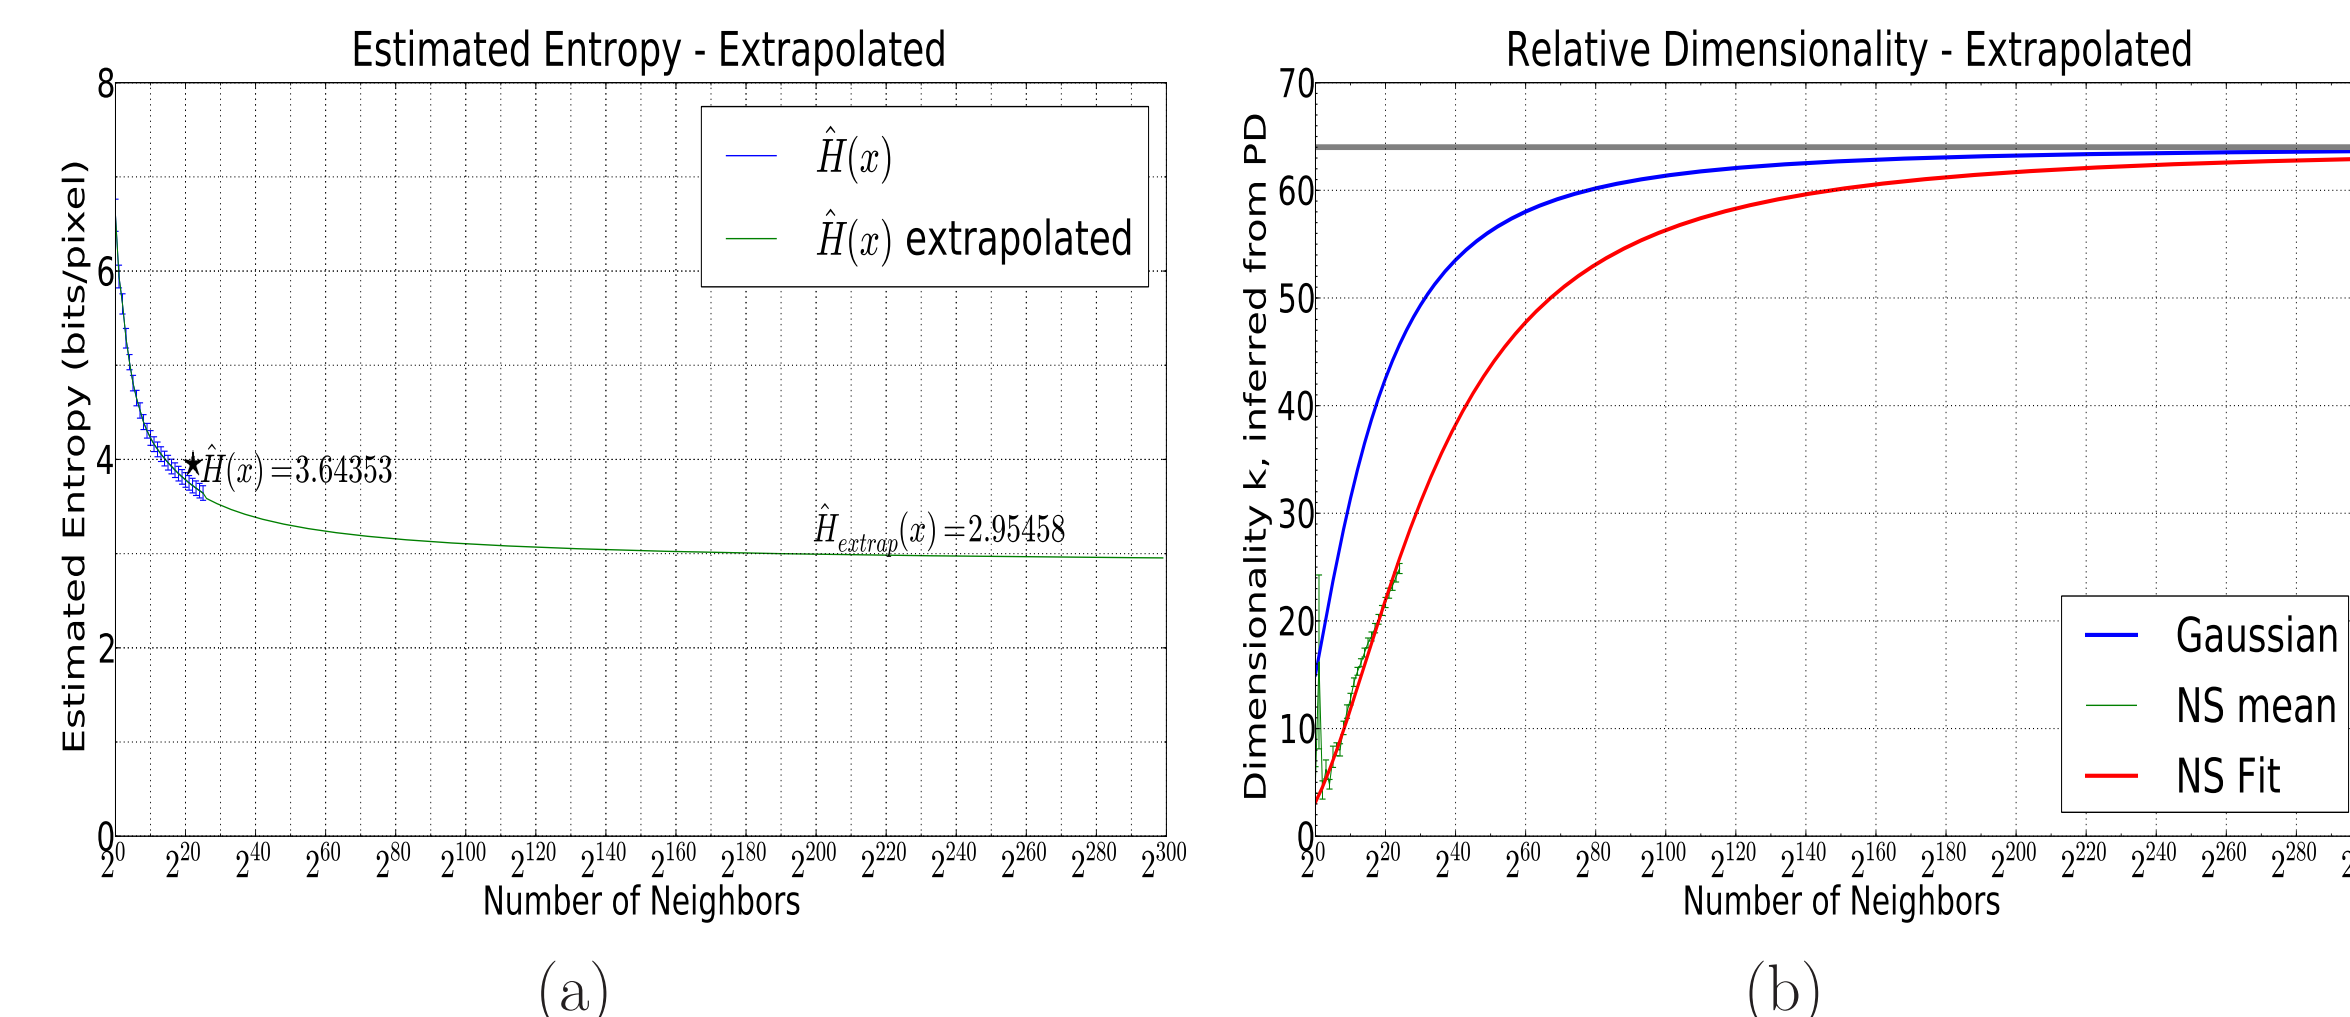 Estimated Entropy - Extrapolated
Estimated Entropy (bits/pixel)
8
6
4
2
0
Ĥ(x)
Ĥ(x) extrapolated
Ĥ(x) = 3.64353
Ĥ_extrap(x) = 2.95458
2^0 2^20 2^40 2^60 2^80 2^100 2^120 2^140 2^160 2^180 2^200 2^220 2^240 2^260 2^280 2^300
Number of Neighbors
(a)
Relative Dimensionality - Extrapolated
Dimensionality k, inferred from PD
70
60
50
40
30
20
10
0
Gaussian
NS mean
NS Fit
2^0 2^20 2^40 2^60 2^80 2^100 2^120 2^140 2^160 2^180 2^200 2^220 2^240 2^260 2^280
Number of Neighbors
(b)